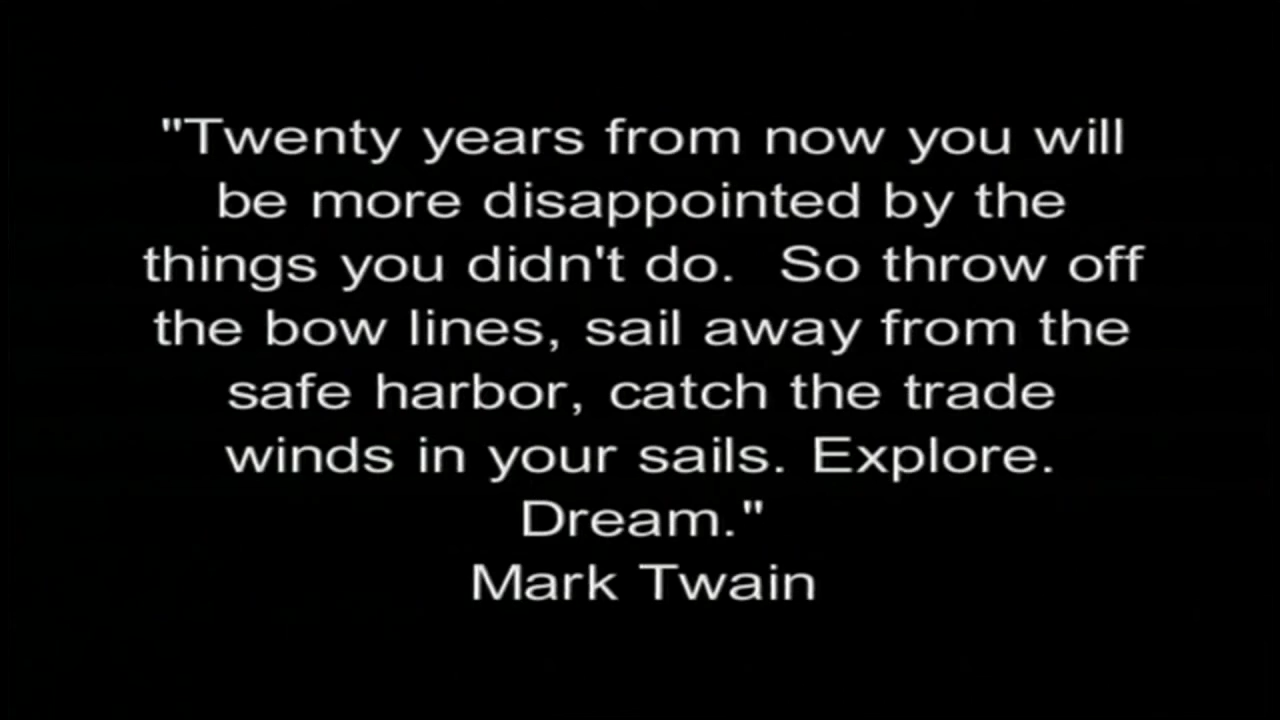 "Twenty years from now you will
be more disappointed by the
things you didn't do.  So throw off
the bow lines, sail away from the
safe harbor, catch the trade
winds in your sails. Explore.
Dream."
Mark Twain